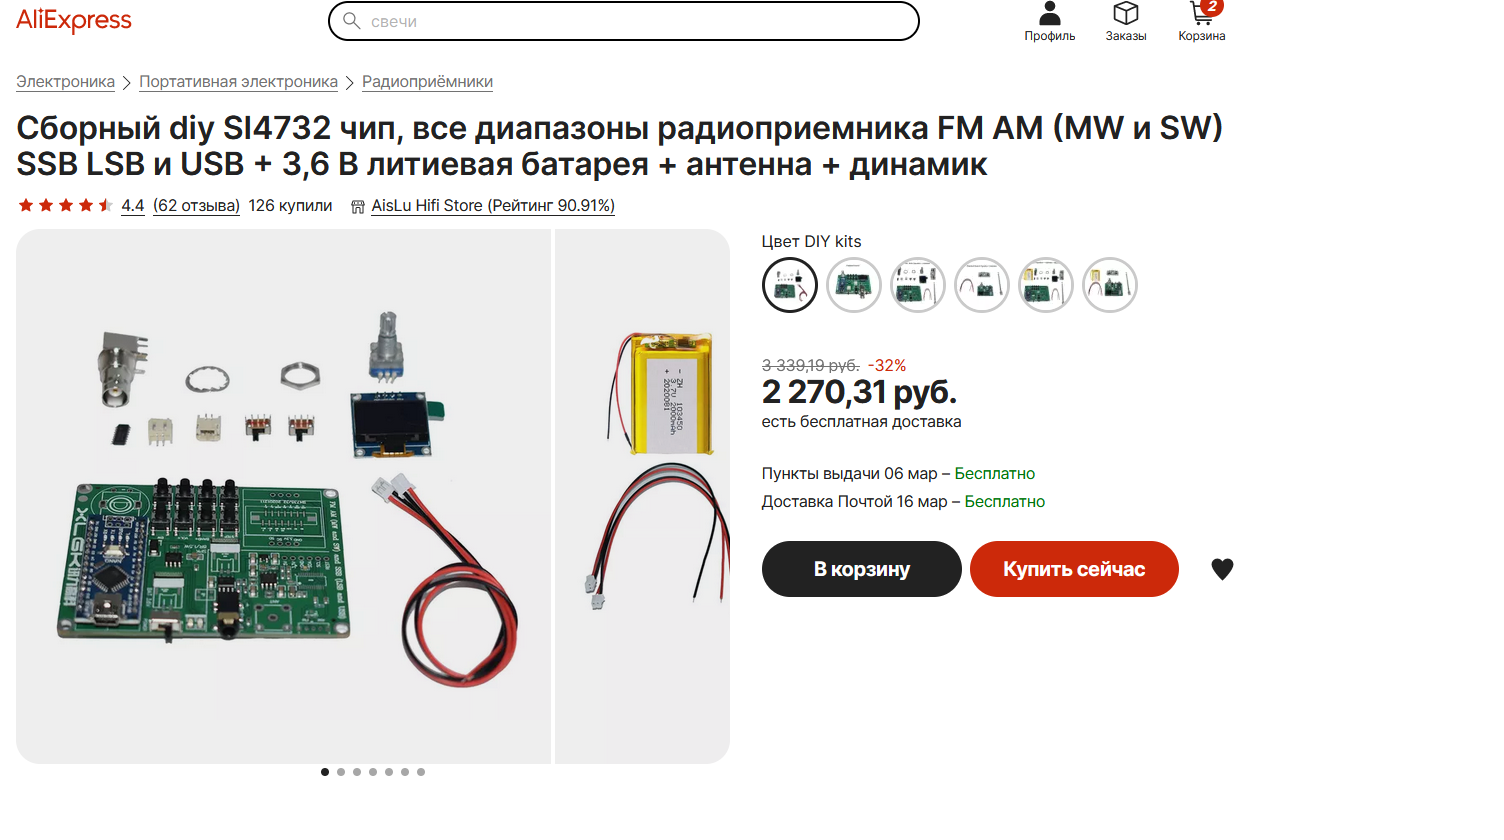 AliExpress
свечи
Профиль
Заказы
2
Корзина
Электроника
Портативная электроника
Радиоприёмники
Сборный diy SI4732 чип, все диапазоны радиоприемника FM AM (MW и SW)
SSB LSB и USB + 3,6 В литиевая батарея + антенна + динамик
4.4 (62 отзыва) 126 купили AisLu Hifi Store (Рейтинг 90.91%)
Цвет DIY kits
3 339,19 руб. -32%
2 270,31 руб.
есть бесплатная доставка
Пункты выдачи 06 мар – Бесплатно
Доставка Почтой 16 мар – Бесплатно
В корзину
Купить сейчас
ZH 103450
3.7V 2000mAh
2020081